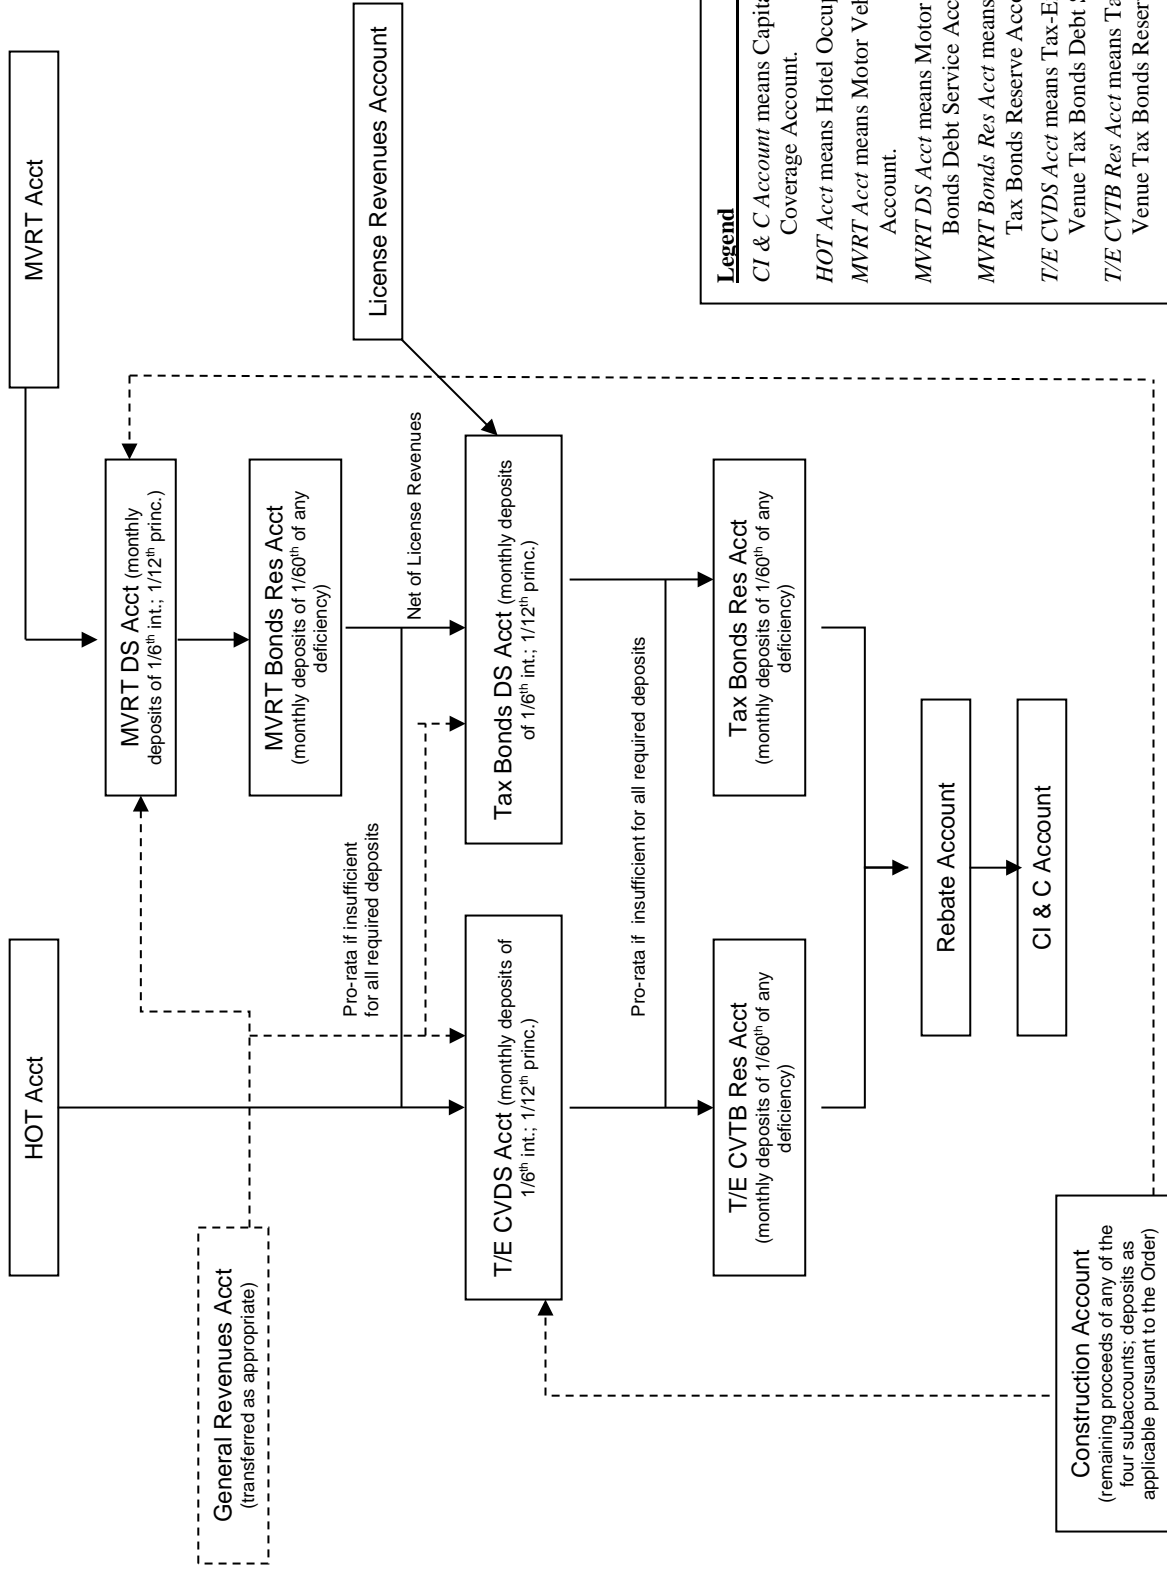 HOT Acct
MVRT Acct
General Revenues Acct
(transferred as appropriate)
MVRT DS Acct (monthly
deposits of 1/6th int.; 1/12th princ.)
MVRT Bonds Res Acct
(monthly deposits of 1/60th of any
deficiency)
License Revenues Account
Pro-rata if insufficient
for all required deposits
Net of License Revenues
T/E CVDS Acct (monthly deposits of
1/6th int.; 1/12th princ.)
Tax Bonds DS Acct (monthly deposits
of 1/6th int.; 1/12th princ.)
Pro-rata if insufficient for all required deposits
T/E CVTB Res Acct
(monthly deposits of 1/60th of any
deficiency)
Tax Bonds Res Acct
(monthly deposits of 1/60th of any
deficiency)
Rebate Account
CI & C Account
Construction Account
(remaining proceeds of any of the
four subaccounts; deposits as
applicable pursuant to the Order)
Legend
CI & C Account means
Coverage Account.
HOT Acct means Hotel
MVRT Acct means Motor
Account.
MVRT DS Acct means Motor
Bonds Debt Service
MVRT Bonds Res Acct means
Tax Bonds Reserve
T/E CVDS Acct means
Venue Tax Bonds Debt
T/E CVTB Res Acct means
Venue Tax Bonds